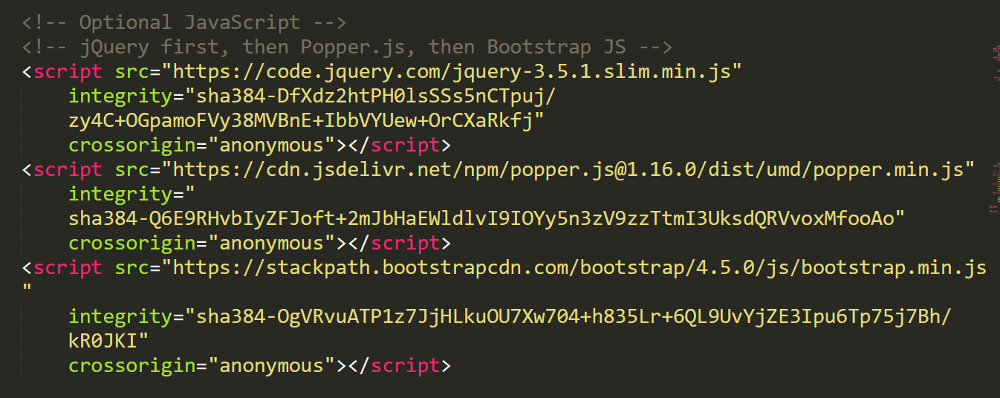 <!-- Optional JavaScript -->
<!-- jQuery first, then Popper.js, then Bootstrap JS -->
<script src="https://code.jquery.com/jquery-3.5.1.slim.min.js"
integrity="sha384-DfXdz2htPH0lsSSs5nCTpuj/
zy4C+OGpamoFVy38MVBnE+IbbVYUew+OrCXaRkfj"
crossorigin="anonymous"></script>
<script src="https://cdn.jsdelivr.net/npm/popper.js@1.16.0/dist/umd/popper.min.js"
integrity="
sha384-Q6E9RHvbIyZFJoft+2mJbHaEWldlvI9IOYy5n3zV9zzTtmI3UksdQRVvoxMfooAo"
crossorigin="anonymous"></script>
<script src="https://stackpath.bootstrapcdn.com/bootstrap/4.5.0/js/bootstrap.min.js
"
integrity="sha384-OgVRvuATP1z7JjHLkuOU7Xw704+h835Lr+6QL9UvYjZE3Ipu6Tp75j7Bh/
kR0JKI"
crossorigin="anonymous"></script>